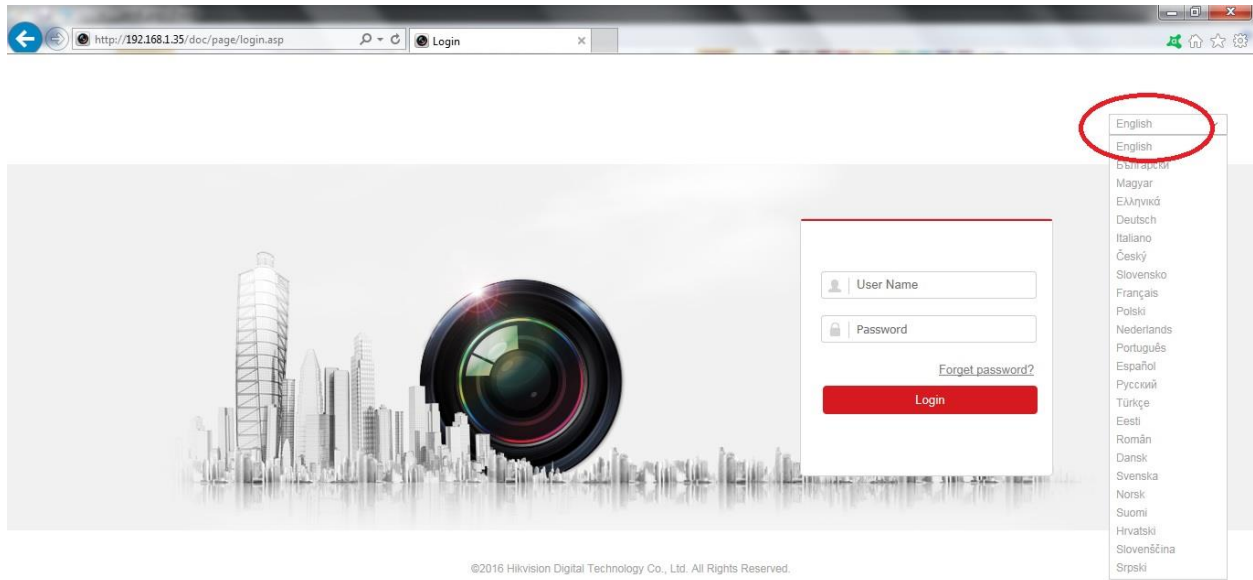 http://192.168.1.35/doc/page/login.asp
Login
English
English
Български
Magyar
Ελληνικά
Deutsch
Italiano
Český
Slovensko
Français
Polski
Nederlands
Português
Español
Русский
Türkçe
Eesti
Român
Dansk
Svenska
Norsk
Suomi
Hrvatski
Slovenščina
Srpski
User Name
Password
Forget password?
Login
©2016 Hikvision Digital Technology Co., Ltd. All Rights Reserved.